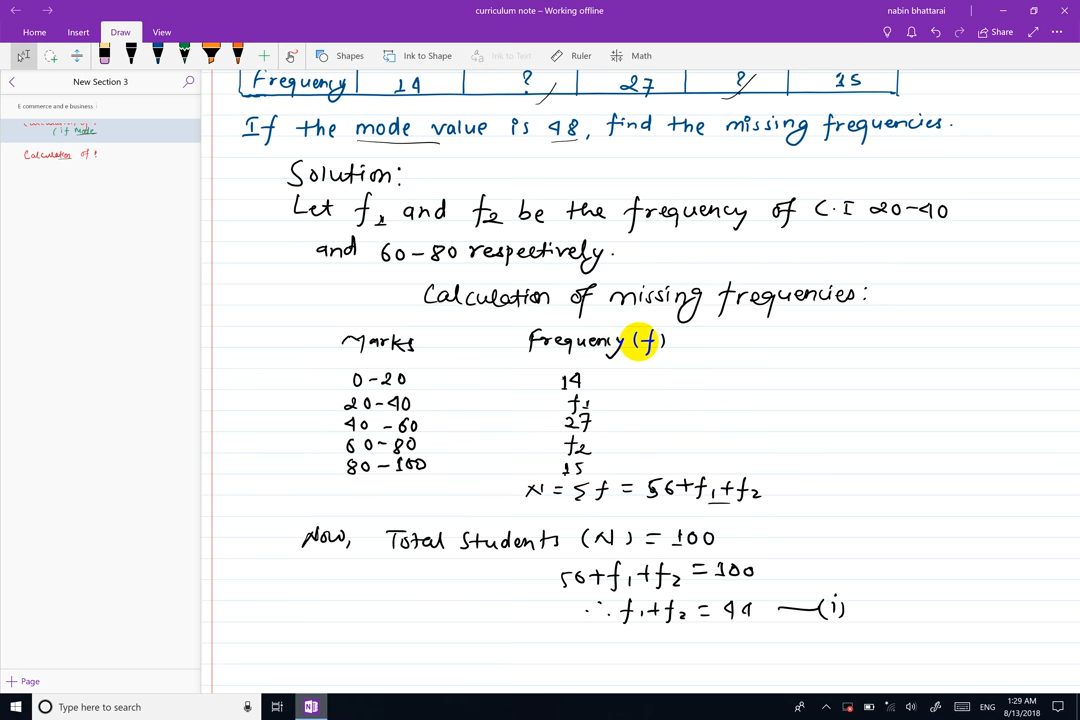 curriculum note – Working offline
nabin bhattarai
Home Insert Draw View
Share
Shapes Ink to Shape Ink to Text Ruler Math
New Section 3
E commerce and e business
(if mode
Calculation of !
Frequency 14 ? 27 ? 15
If the mode value is 48, find the missing frequencies.
Solution:
Let f1 and f2 be the frequency of C.I 20-40
and 60-80 respectively.
Calculation of missing frequencies:
Marks Frequency (f)
0-20 14
20-40 f1
40-60 27
60-80 f2
80-100 15
N = Σf = 56+f1+f2
Now, Total Students (N) = 100
56+f1+f2 = 100
∴ f1+f2 = 44 —(i)
+ Page
Type here to search
ENG
1:29 AM
8/13/2018